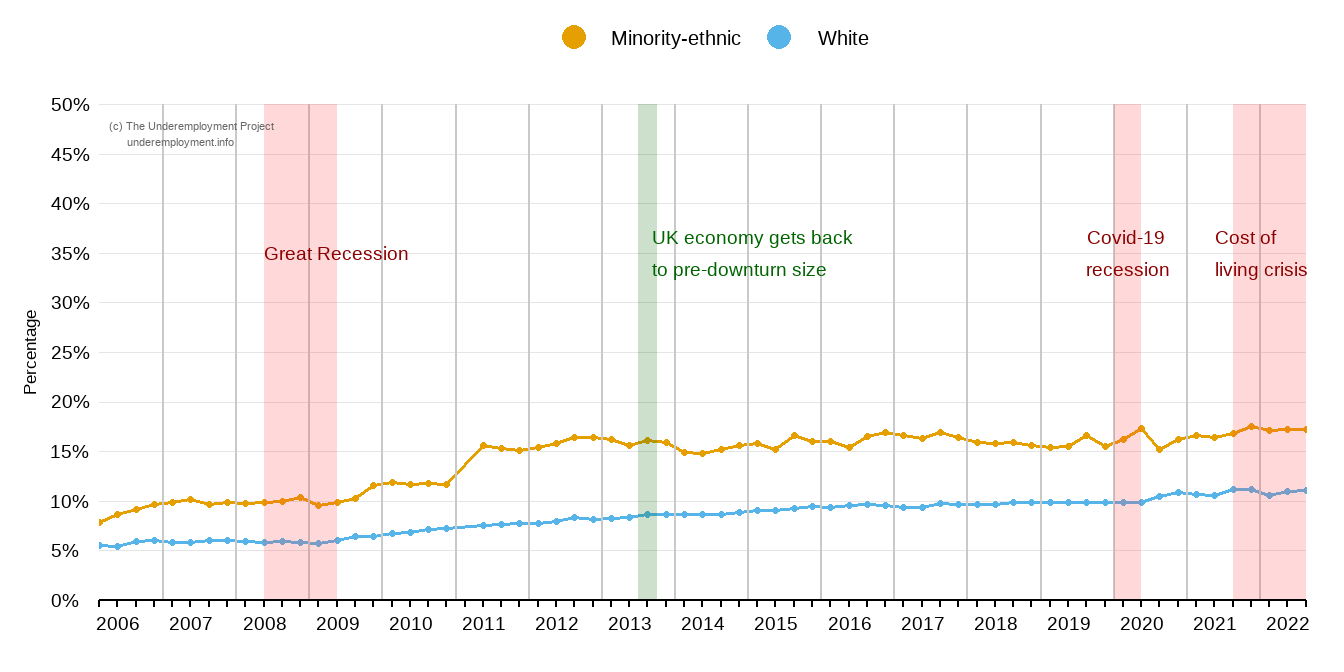 Minority-ethnic White
50%
(c) The Underemployment Project
underemployment.info
45%
40%
UK economy gets back
to pre-downturn size
Covid-19
recession
Cost of
living crisis
Great Recession
35%
30%
25%
20%
15%
10%
5%
0%
Percentage
2006 2007 2008 2009 2010 2011 2012 2013 2014 2015 2016 2017 2018 2019 2020 2021 2022